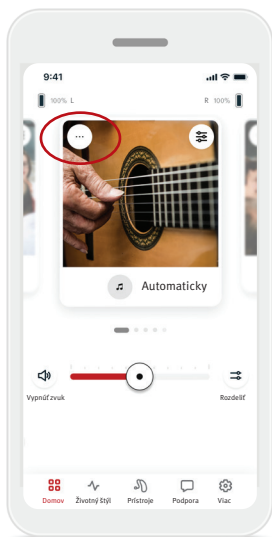 9:41
100% L
R 100%
...
Automaticky
Vypnúť zvuk
Rozdeliť
Domov
Životný štýl
Prístroje
Podpora
Viac